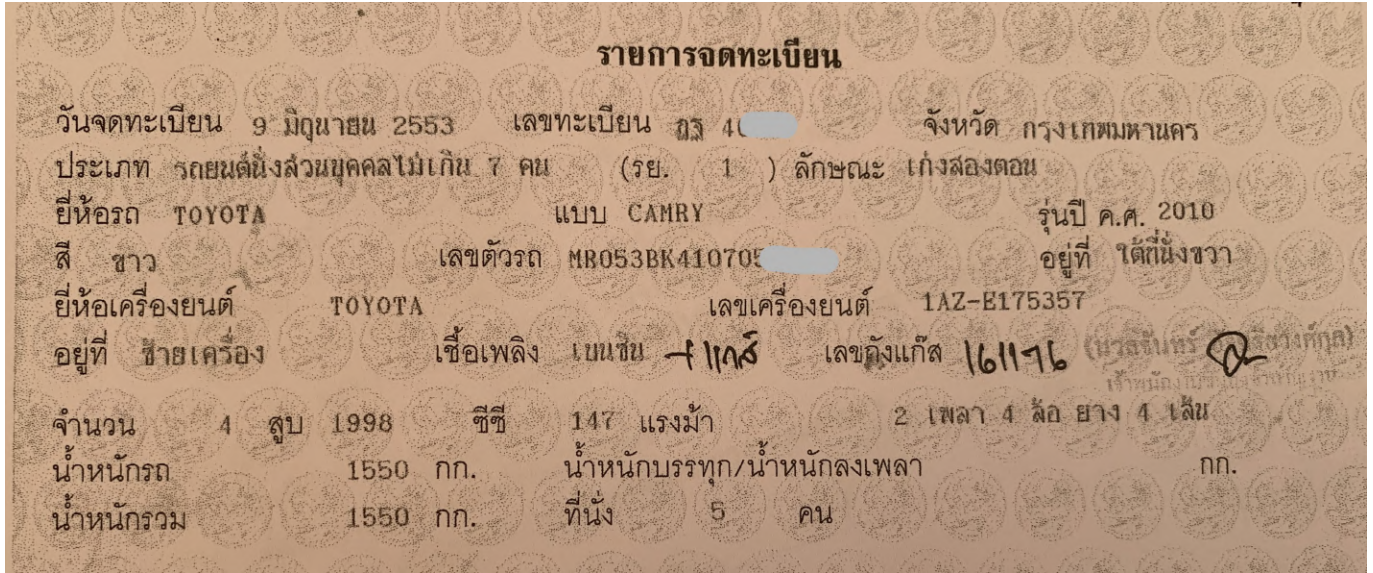 รายการจดทะเบียน
วันจดทะเบียน 9 มิถุนายน 2553 เลขทะเบียน 4 จังหวัด กรุงเทพมหานคร
ประเภท รถยนต์นั่งส่วนบุคคลไม่เกิน 7 คน (รย. 1 ) ลักษณะ เก๋งสองตอน
ยี่ห้อรถ TOYOTA แบบ CAMRY รุ่นปี ค.ศ. 2010
สี ขาว เลขตัวรถ MR053BK410705 อยู่ที่ ใต้ที่นั่งขวา
ยี่ห้อเครื่องยนต์ TOYOTA เลขเครื่องยนต์ 1AZ-E175357
อยู่ที่ ซ้ายเครื่อง เชื้อเพลิง เบนซิน + แกส์ เลขถังแก๊ส 161176
จำนวน 4 สูบ 1998 ซีซี 147 แรงม้า 2 เพลา 4 ล้อ ยาง 4 เส้น
น้ำหนักรถ 1550 กก. น้ำหนักบรรทุก/น้ำหนักลงเพลา กก.
น้ำหนักรวม 1550 กก. ที่นั่ง 5 คน